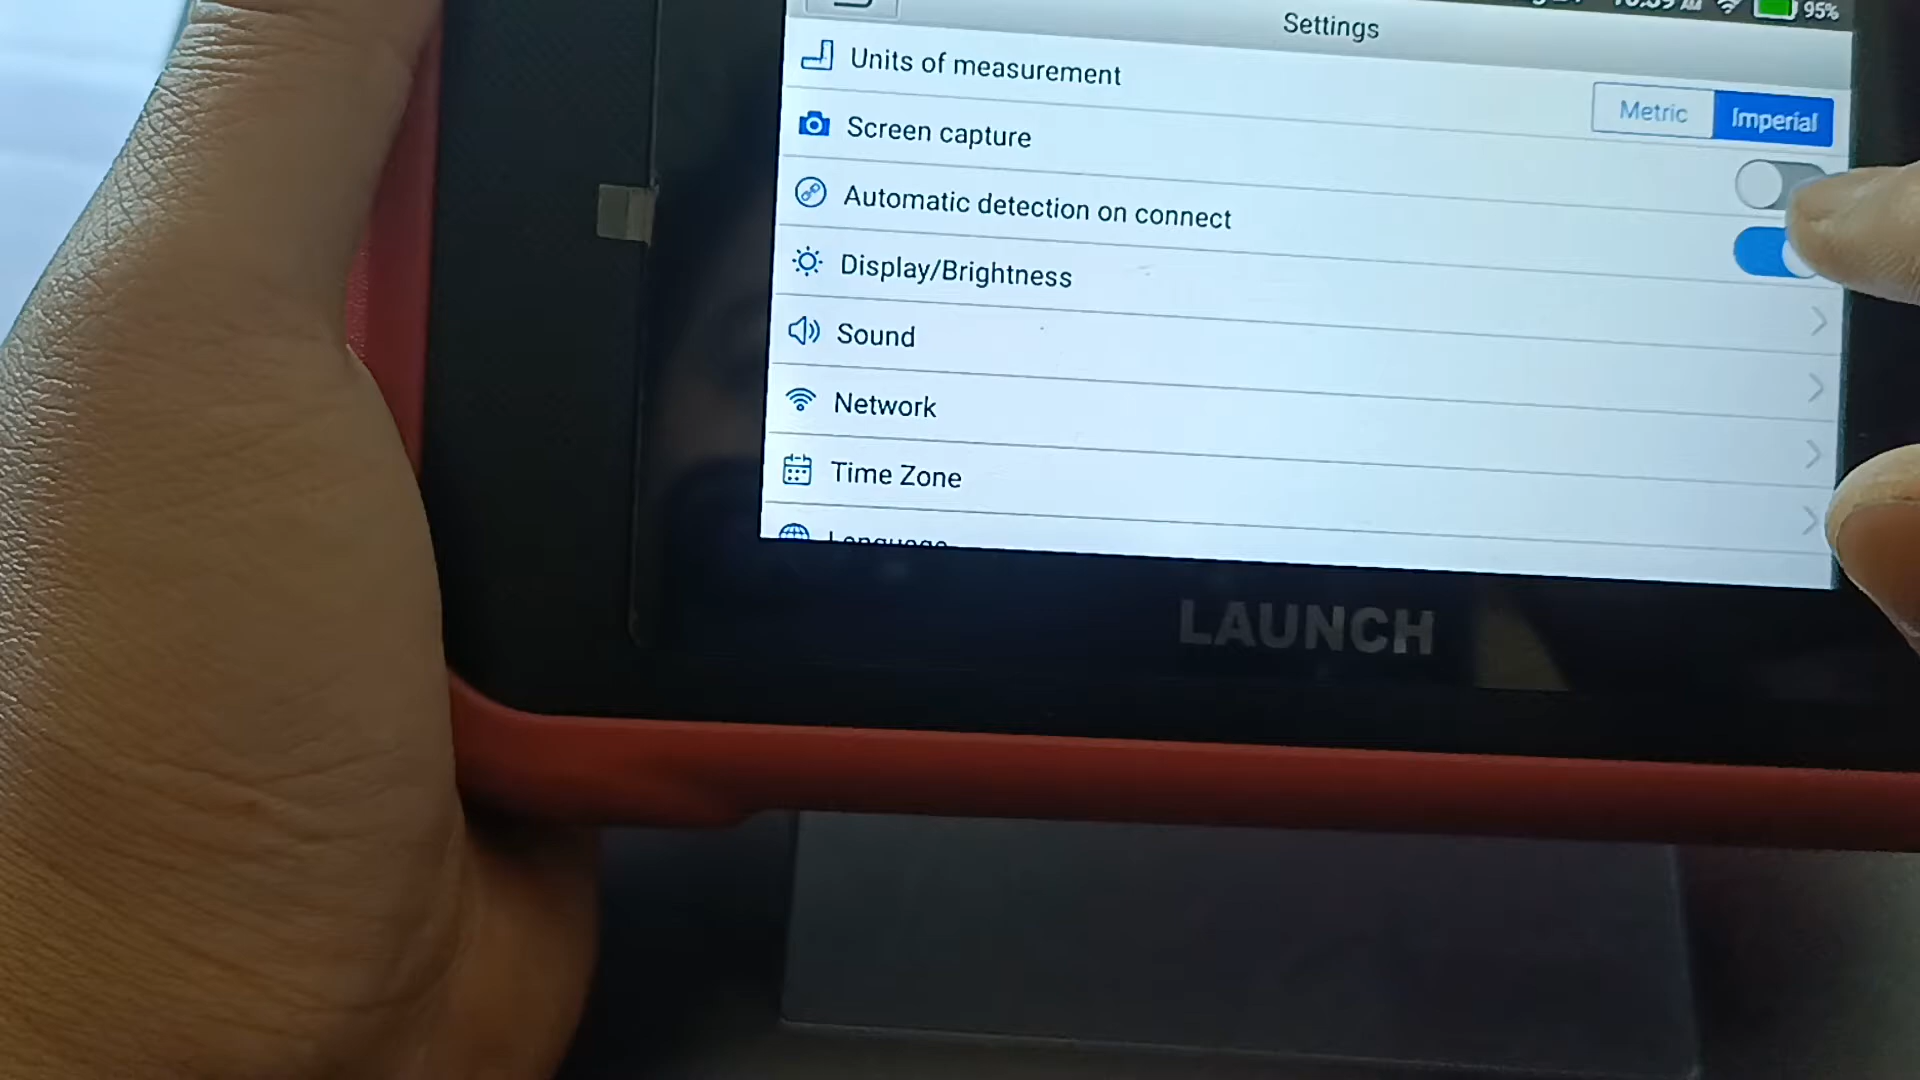 95%
Settings
Units of measurement
Metric Imperial
Screen capture
Automatic detection on connect
Display/Brightness
Sound
Network
Time Zone
Language
LAUNCH